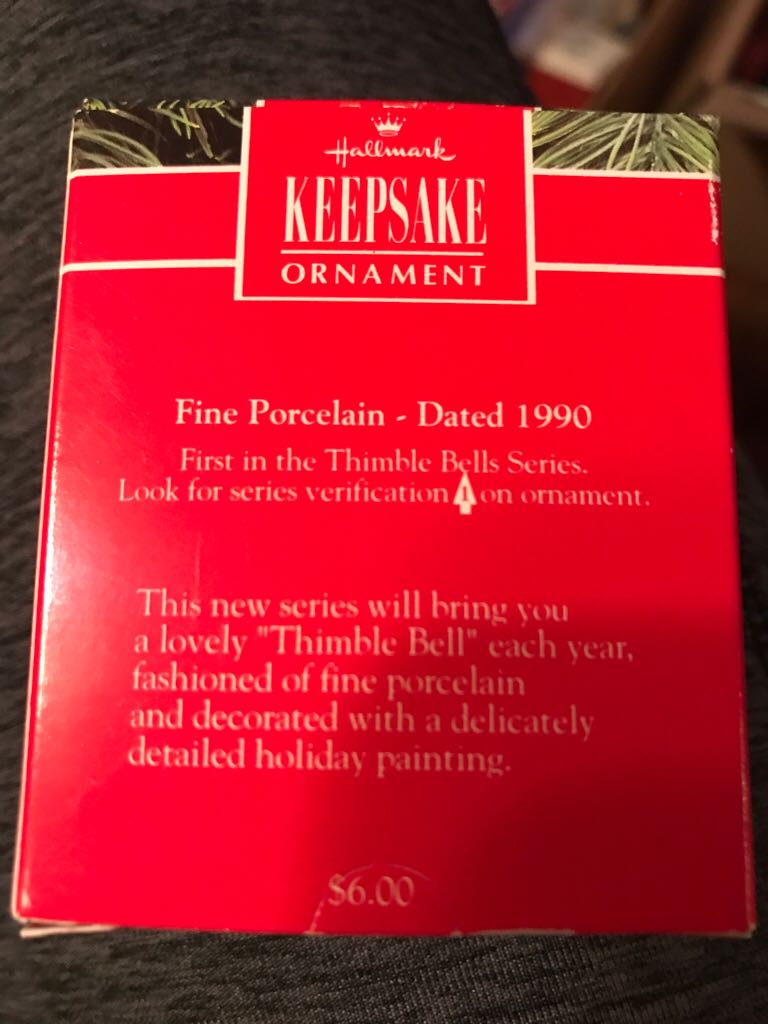 Hallmark
KEEPSAKE
ORNAMENT
Fine Porcelain - Dated 1990
First in the Thimble Bells Series.
Look for series verification 1 on ornament.
This new series will bring you
a lovely "Thimble Bell" each year,
fashioned of fine porcelain
and decorated with a delicately
detailed holiday painting.
$6.00